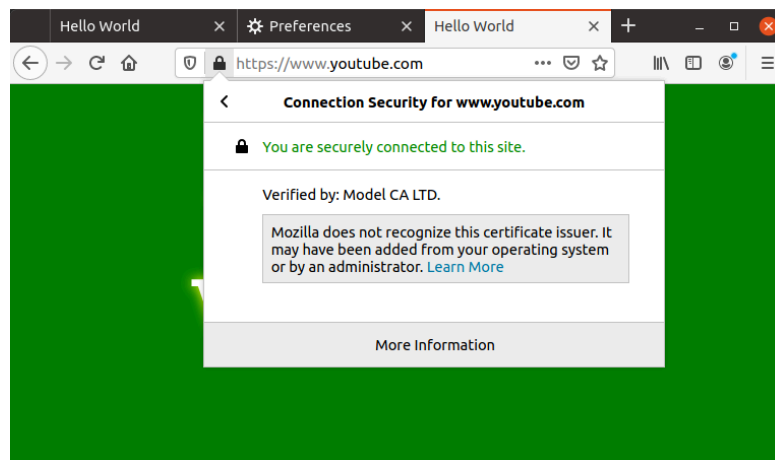 Hello World
Preferences
Hello World
https://www.youtube.com
Connection Security for www.youtube.com
You are securely connected to this site.
Verified by: Model CA LTD.
Mozilla does not recognize this certificate issuer. It
may have been added from your operating system
or by an administrator. Learn More
More Information